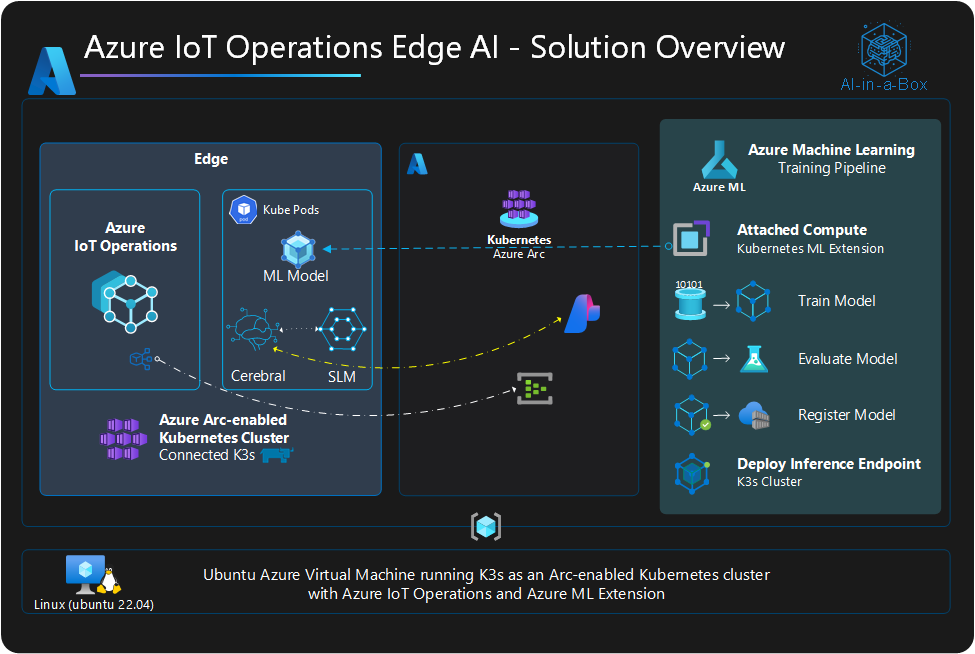 Azure IoT Operations Edge AI - Solution Overview
AI-in-a-Box
Edge
Azure
IoT Operations
pod
Kube Pods
ML Model
Cerebral
SLM
Azure Arc-enabled
Kubernetes Cluster
Connected K3s
Kubernetes
Azure Arc
Azure ML
Azure Machine Learning
Training Pipeline
Attached Compute
Kubernetes ML Extension
10101
Train Model
Evaluate Model
Register Model
Deploy Inference Endpoint
K3s Cluster
Linux (ubuntu 22.04)
Ubuntu Azure Virtual Machine running K3s as an Arc-enabled Kubernetes cluster
with Azure IoT Operations and Azure ML Extension